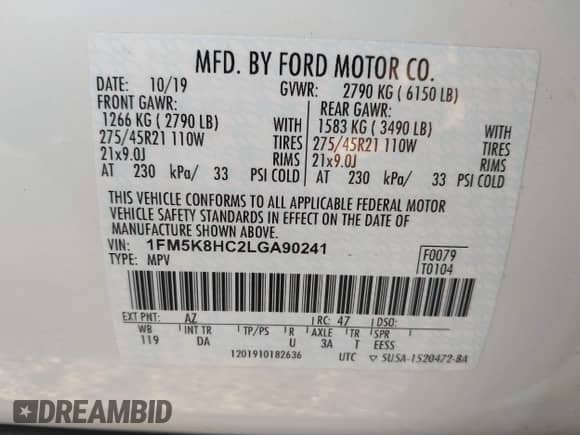 MFD. BY FORD MOTOR CO.
DATE: 10/19 GVWR: 2790 KG ( 6150 LB)
FRONT GAWR: REAR GAWR:
1266 KG ( 2790 LB) WITH 1583 KG ( 3490 LB) WITH
275/45R21 110W TIRES 275/45R21 110W TIRES
21x9.0J RIMS 21x9.0J RIMS
AT 230 kPa/ 33 PSI COLD AT 230 kPa/ 33 PSI COLD
THIS VEHICLE CONFORMS TO ALL APPLICABLE FEDERAL MOTOR
VEHICLE SAFETY STANDARDS IN EFFECT ON THE DATE OF
MANUFACTURE SHOWN ABOVE.
VIN: 1FM5K8HC2LGA90241 F0079
TYPE: MPV T0104
EXT PNT: AZ RC: 47 DSO:
WB INT TR TP/PS R AXLE TR SPR
119 DA U 3A T EESS
1201910182636 UTC ▽ 5U5A-1520472-BA
DREAMBID